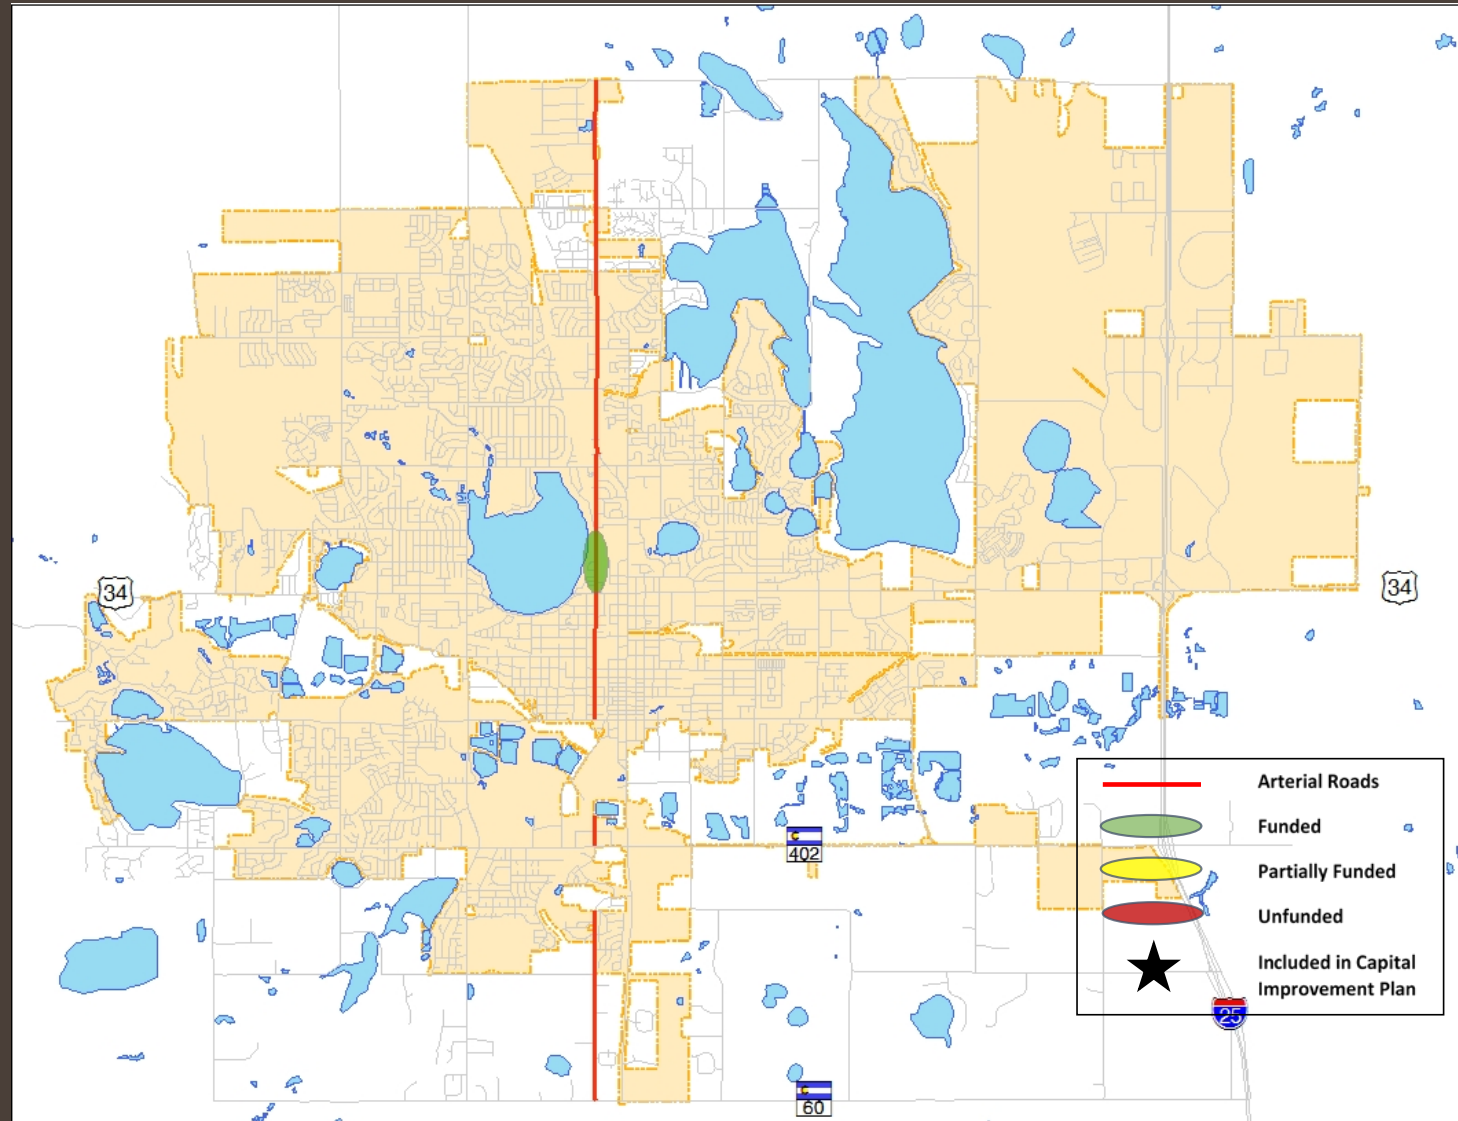 34
34
Arterial Roads
Funded
C
402
Partially Funded
Unfunded
Included in Capital
Improvement Plan
25
C
60